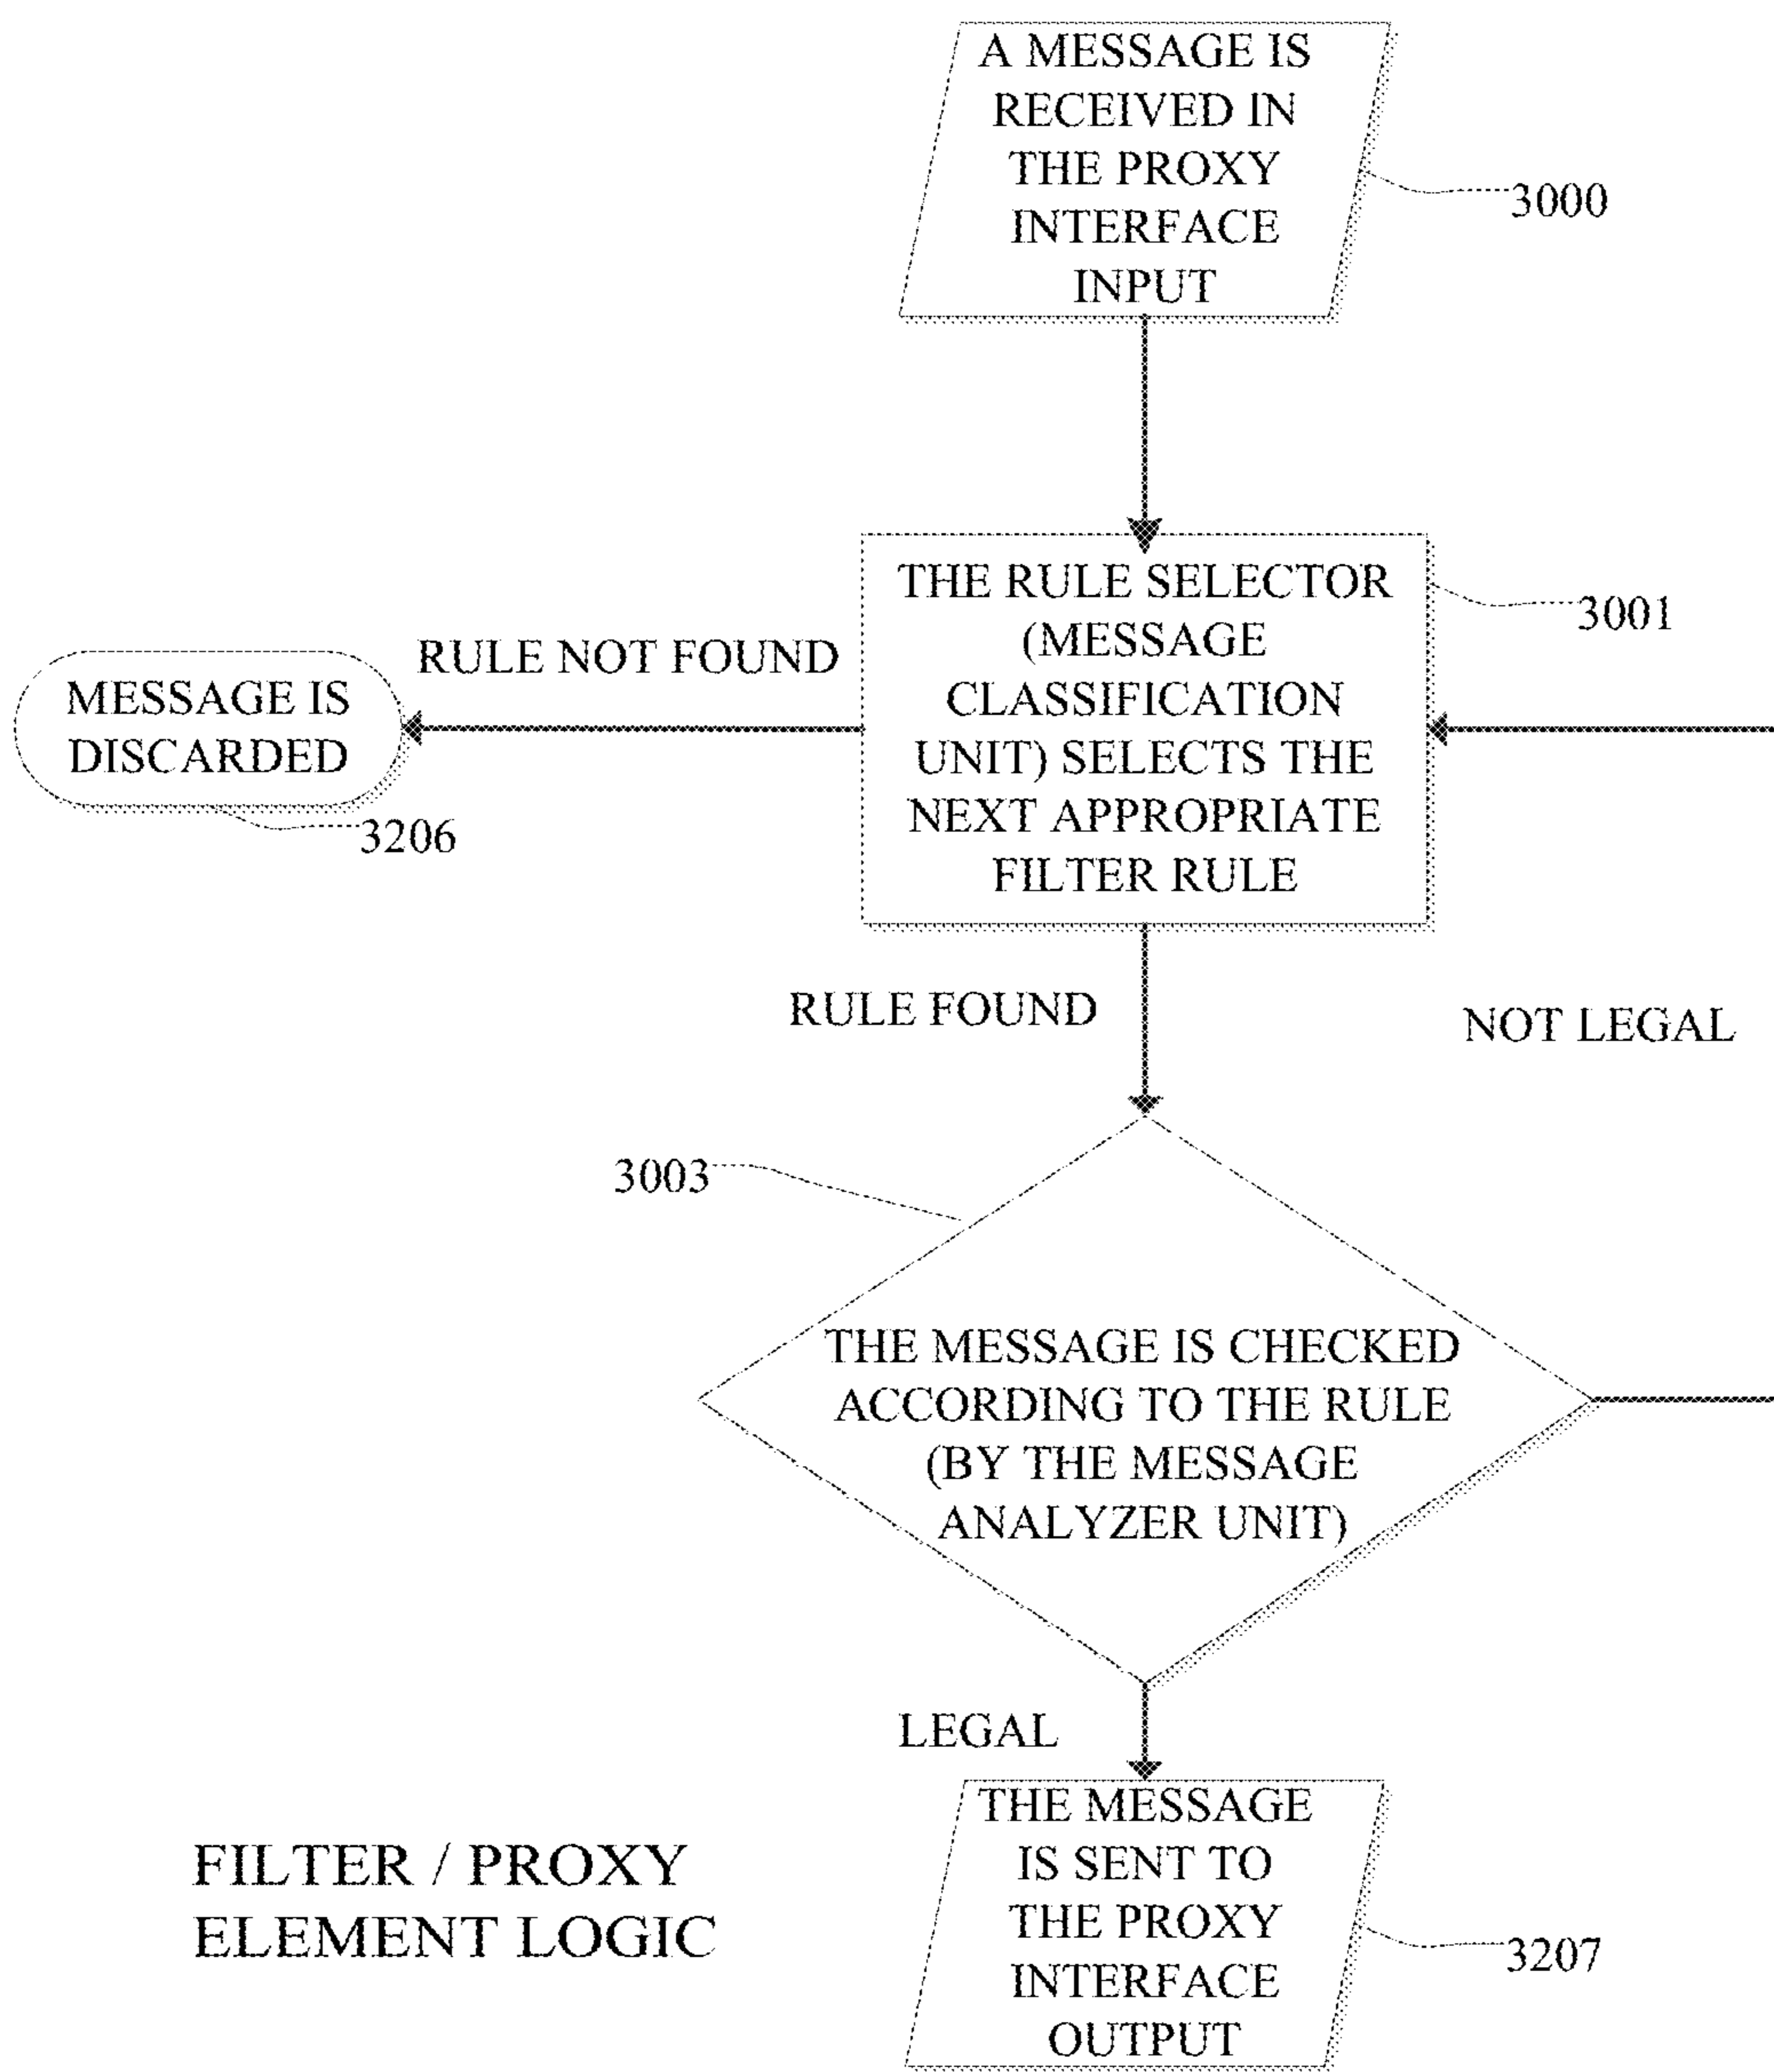 A MESSAGE IS
RECEIVED IN
THE PROXY
INTERFACE
INPUT
3000
THE RULE SELECTOR
(MESSAGE
CLASSIFICATION
UNIT) SELECTS THE
NEXT APPROPRIATE
FILTER RULE
3001
RULE NOT FOUND
MESSAGE IS
DISCARDED
3206
RULE FOUND
NOT LEGAL
3003
THE MESSAGE IS CHECKED
ACCORDING TO THE RULE
(BY THE MESSAGE
ANALYZER UNIT)
LEGAL
THE MESSAGE
IS SENT TO
THE PROXY
INTERFACE
OUTPUT
3207
FILTER / PROXY
ELEMENT LOGIC